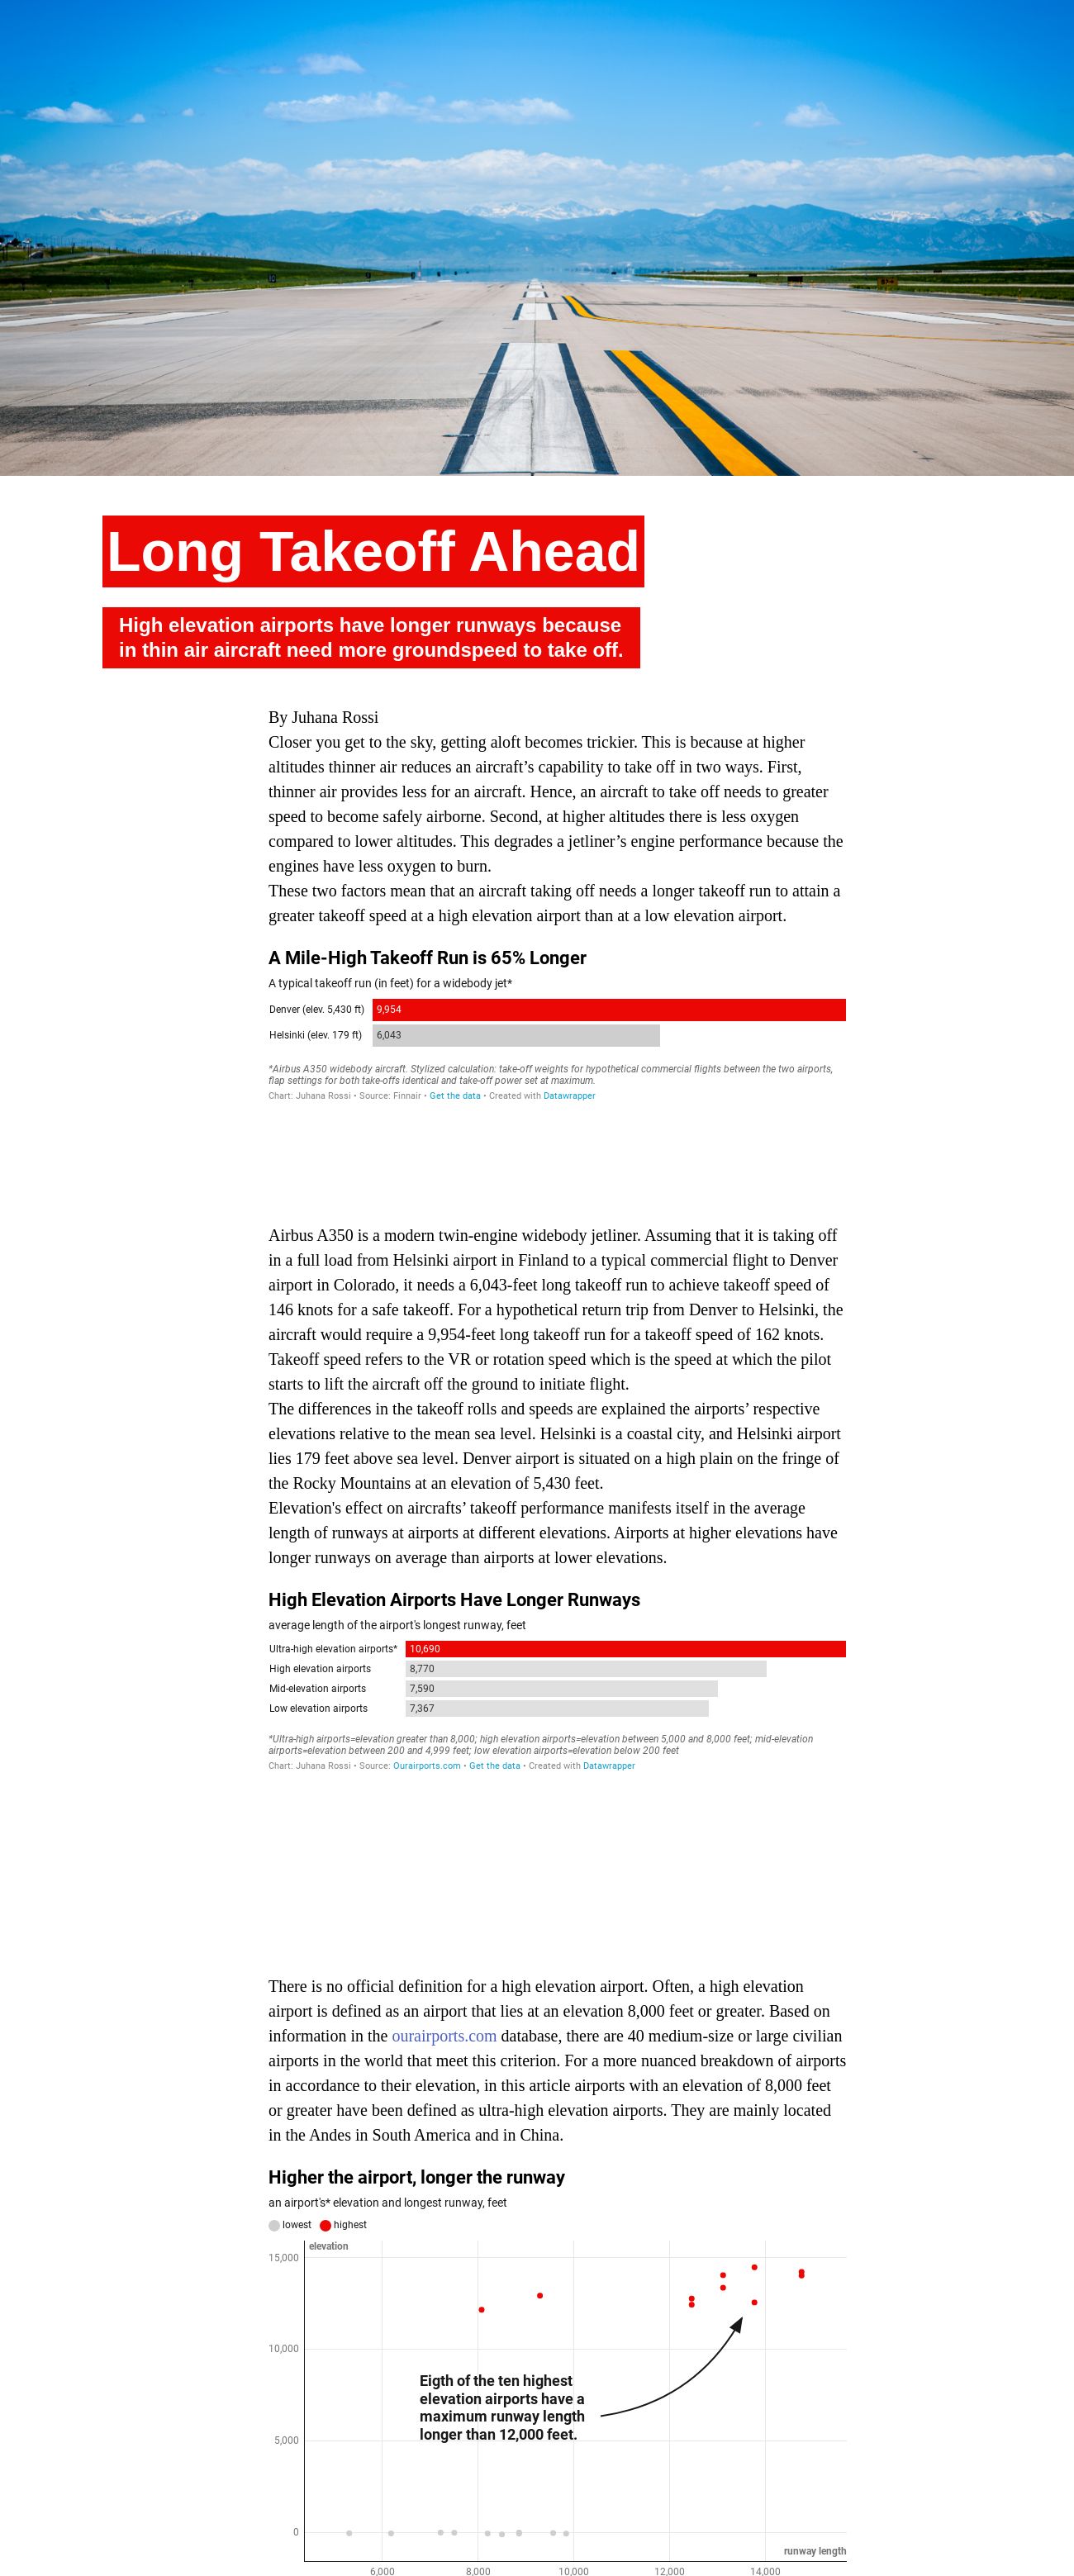 Long Takeoff Ahead
High elevation airports have longer runways because
in thin air aircraft need more groundspeed to take off.
By Juhana Rossi
Closer you get to the sky, getting aloft becomes trickier. This is because at higher
altitudes thinner air reduces an aircraft’s capability to take off in two ways. First,
thinner air provides less for an aircraft. Hence, an aircraft to take off needs to greater
speed to become safely airborne. Second, at higher altitudes there is less oxygen
compared to lower altitudes. This degrades a jetliner’s engine performance because the
engines have less oxygen to burn.
These two factors mean that an aircraft taking off needs a longer takeoff run to attain a
greater takeoff speed at a high elevation airport than at a low elevation airport.
A Mile-High Takeoff Run is 65% Longer
A typical takeoff run (in feet) for a widebody jet*
Denver (elev. 5,430 ft) 9,954
Helsinki (elev. 179 ft) 6,043
*Airbus A350 widebody aircraft. Stylized calculation: take-off weights for hypothetical commercial flights between the two airports,
flap settings for both take-offs identical and take-off power set at maximum.
Chart: Juhana Rossi • Source: Finnair • Get the data • Created with Datawrapper
Airbus A350 is a modern twin-engine widebody jetliner. Assuming that it is taking off
in a full load from Helsinki airport in Finland to a typical commercial flight to Denver
airport in Colorado, it needs a 6,043-feet long takeoff run to achieve takeoff speed of
146 knots for a safe takeoff. For a hypothetical return trip from Denver to Helsinki, the
aircraft would require a 9,954-feet long takeoff run for a takeoff speed of 162 knots.
Takeoff speed refers to the VR or rotation speed which is the speed at which the pilot
starts to lift the aircraft off the ground to initiate flight.
The differences in the takeoff rolls and speeds are explained the airports’ respective
elevations relative to the mean sea level. Helsinki is a coastal city, and Helsinki airport
lies 179 feet above sea level. Denver airport is situated on a high plain on the fringe of
the Rocky Mountains at an elevation of 5,430 feet.
Elevation's effect on aircrafts’ takeoff performance manifests itself in the average
length of runways at airports at different elevations. Airports at higher elevations have
longer runways on average than airports at lower elevations.
High Elevation Airports Have Longer Runways
average length of the airport's longest runway, feet
Ultra-high elevation airports* 10,690
High elevation airports 8,770
Mid-elevation airports 7,590
Low elevation airports 7,367
*Ultra-high airports=elevation greater than 8,000; high elevation airports=elevation between 5,000 and 8,000 feet; mid-elevation
airports=elevation between 200 and 4,999 feet; low elevation airports=elevation below 200 feet
Chart: Juhana Rossi • Source: Ourairports.com • Get the data • Created with Datawrapper
There is no official definition for a high elevation airport. Often, a high elevation
airport is defined as an airport that lies at an elevation 8,000 feet or greater. Based on
information in the ourairports.com database, there are 40 medium-size or large civilian
airports in the world that meet this criterion. For a more nuanced breakdown of airports
in accordance to their elevation, in this article airports with an elevation of 8,000 feet
or greater have been defined as ultra-high elevation airports. They are mainly located
in the Andes in South America and in China.
Higher the airport, longer the runway
an airport's* elevation and longest runway, feet
lowest highest
elevation
15,000
10,000
Eigth of the ten highest
elevation airports have a
maximum runway length
longer than 12,000 feet.
5,000
0
runway length
6,000 8,000 10,000 12,000 14,000